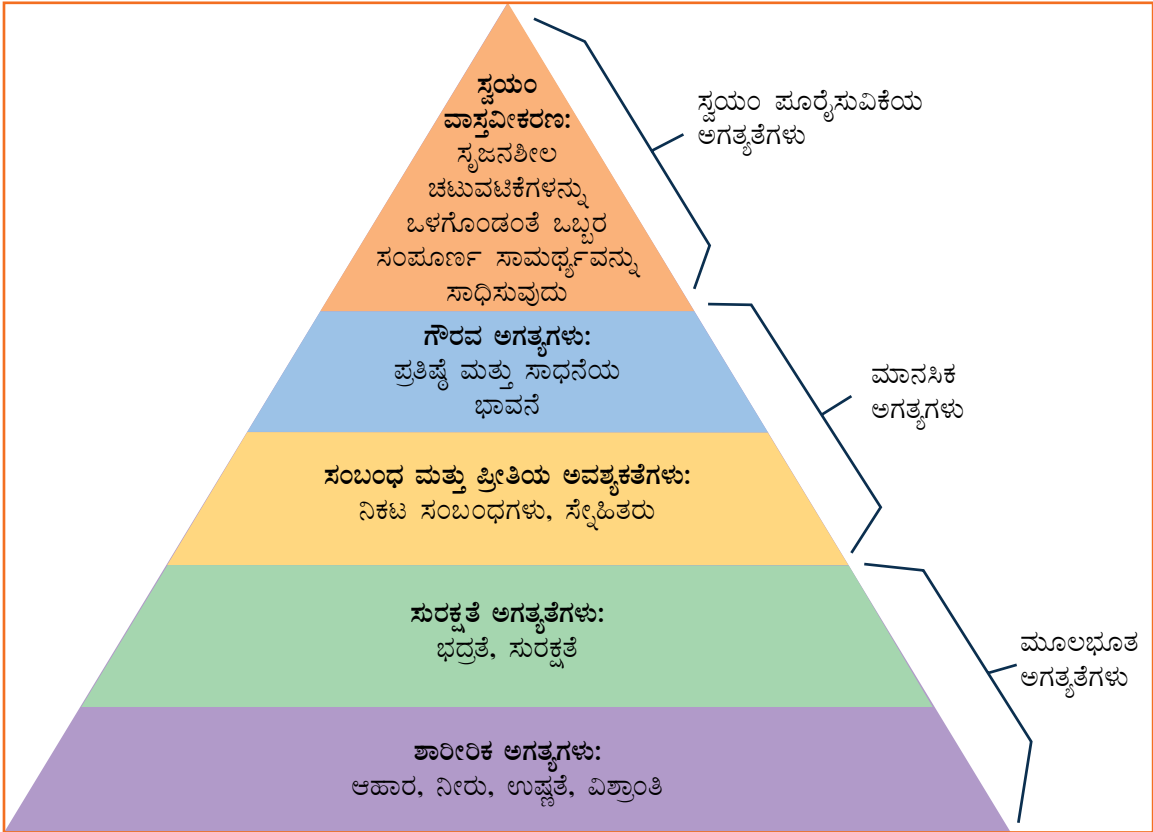 ಸ್ವಯಂ
ವಾಸ್ತವೀಕರಣ:
ಸೃಜನಶೀಲ
ಚಟುವಟಿಕೆಗಳನ್ನು
ಒಳಗೊಂಡಂತೆ ಒಬ್ಬರ
ಸಂಪೂರ್ಣ ಸಾಮರ್ಥ್ಯವನ್ನು
ಸಾಧಿಸುವುದು
ಸ್ವಯಂ ಪೂರೈಸುವಿಕೆಯ
ಅಗತ್ಯತೆಗಳು
ಗೌರವ ಅಗತ್ಯಗಳು:
ಪ್ರತಿಷ್ಠೆ ಮತ್ತು ಸಾಧನೆಯ
ಭಾವನೆ
ಮಾನಸಿಕ
ಅಗತ್ಯಗಳು
ಸಂಬಂಧ ಮತ್ತು ಪ್ರೀತಿಯ ಅವಶ್ಯಕತೆಗಳು:
ನಿಕಟ ಸಂಬಂಧಗಳು, ಸ್ನೇಹಿತರು
ಸುರಕ್ಷತೆ ಅಗತ್ಯತೆಗಳು:
ಭದ್ರತೆ, ಸುರಕ್ಷತೆ
ಮೂಲಭೂತ
ಅಗತ್ಯತೆಗಳು
ಶಾರೀರಿಕ ಅಗತ್ಯಗಳು:
ಆಹಾರ, ನೀರು, ಉಷ್ಣತೆ, ವಿಶ್ರಾಂತಿ